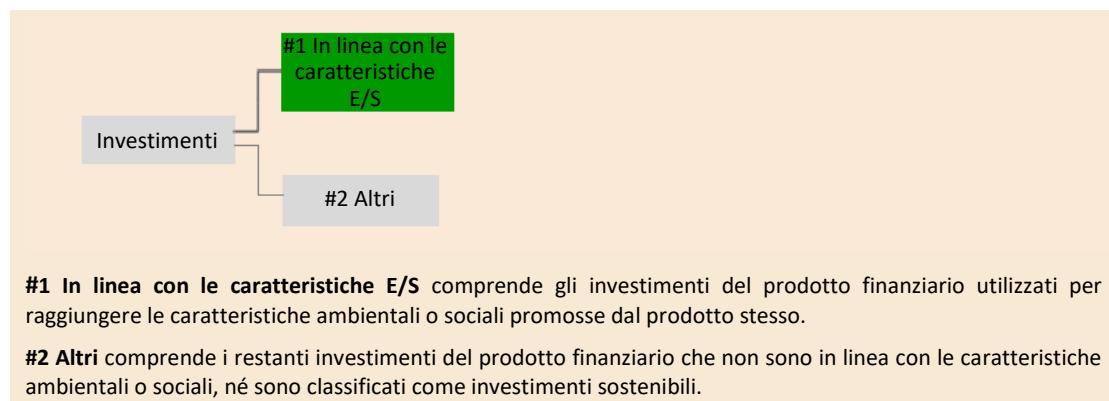 #1 In linea con le
caratteristiche
E/S
Investimenti
#2 Altri
#1 In linea con le caratteristiche E/S comprende gli investimenti del prodotto finanziario utilizzati per
raggiungere le caratteristiche ambientali o sociali promosse dal prodotto stesso.
#2 Altri comprende i restanti investimenti del prodotto finanziario che non sono in linea con le caratteristiche
ambientali o sociali, né sono classificati come investimenti sostenibili.